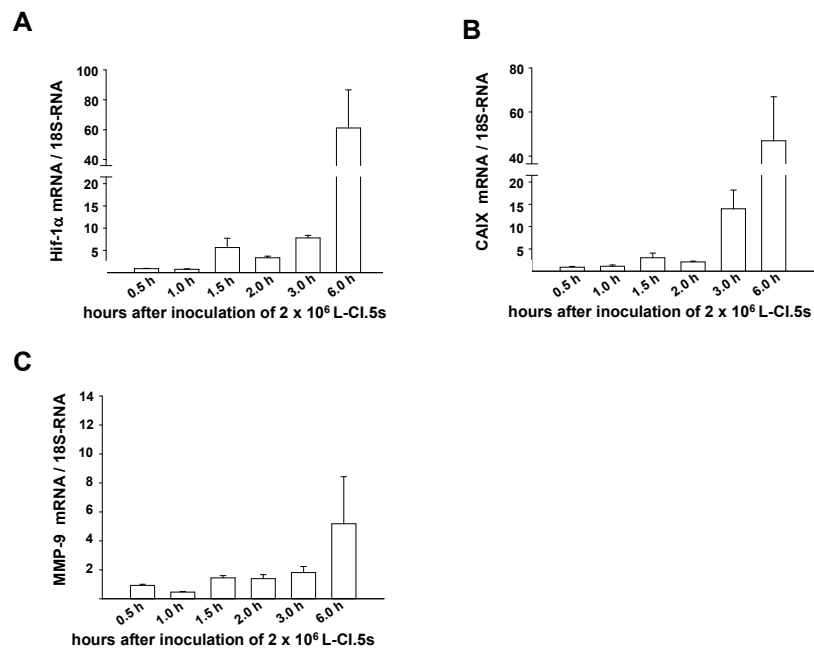 A
Hif-1α mRNA / 18S-RNA
100
80
60
40
20
15
10
5
0.5 h
1.0 h
1.5 h
2.0 h
3.0 h
6.0 h
hours after inoculation of 2 x 10⁶ L-CI.5s
B
CAIX mRNA / 18S-RNA
80
60
40
20
15
10
5
0.5 h
1.0 h
1.5 h
2.0 h
3.0 h
6.0 h
hours after inoculation of 2 x 10⁶ L-CI.5s
C
MMP-9 mRNA / 18S-RNA
14
12
10
8
6
4
2
0.5 h
1.0 h
1.5 h
2.0 h
3.0 h
6.0 h
hours after inoculation of 2 x 10⁶ L-CI.5s